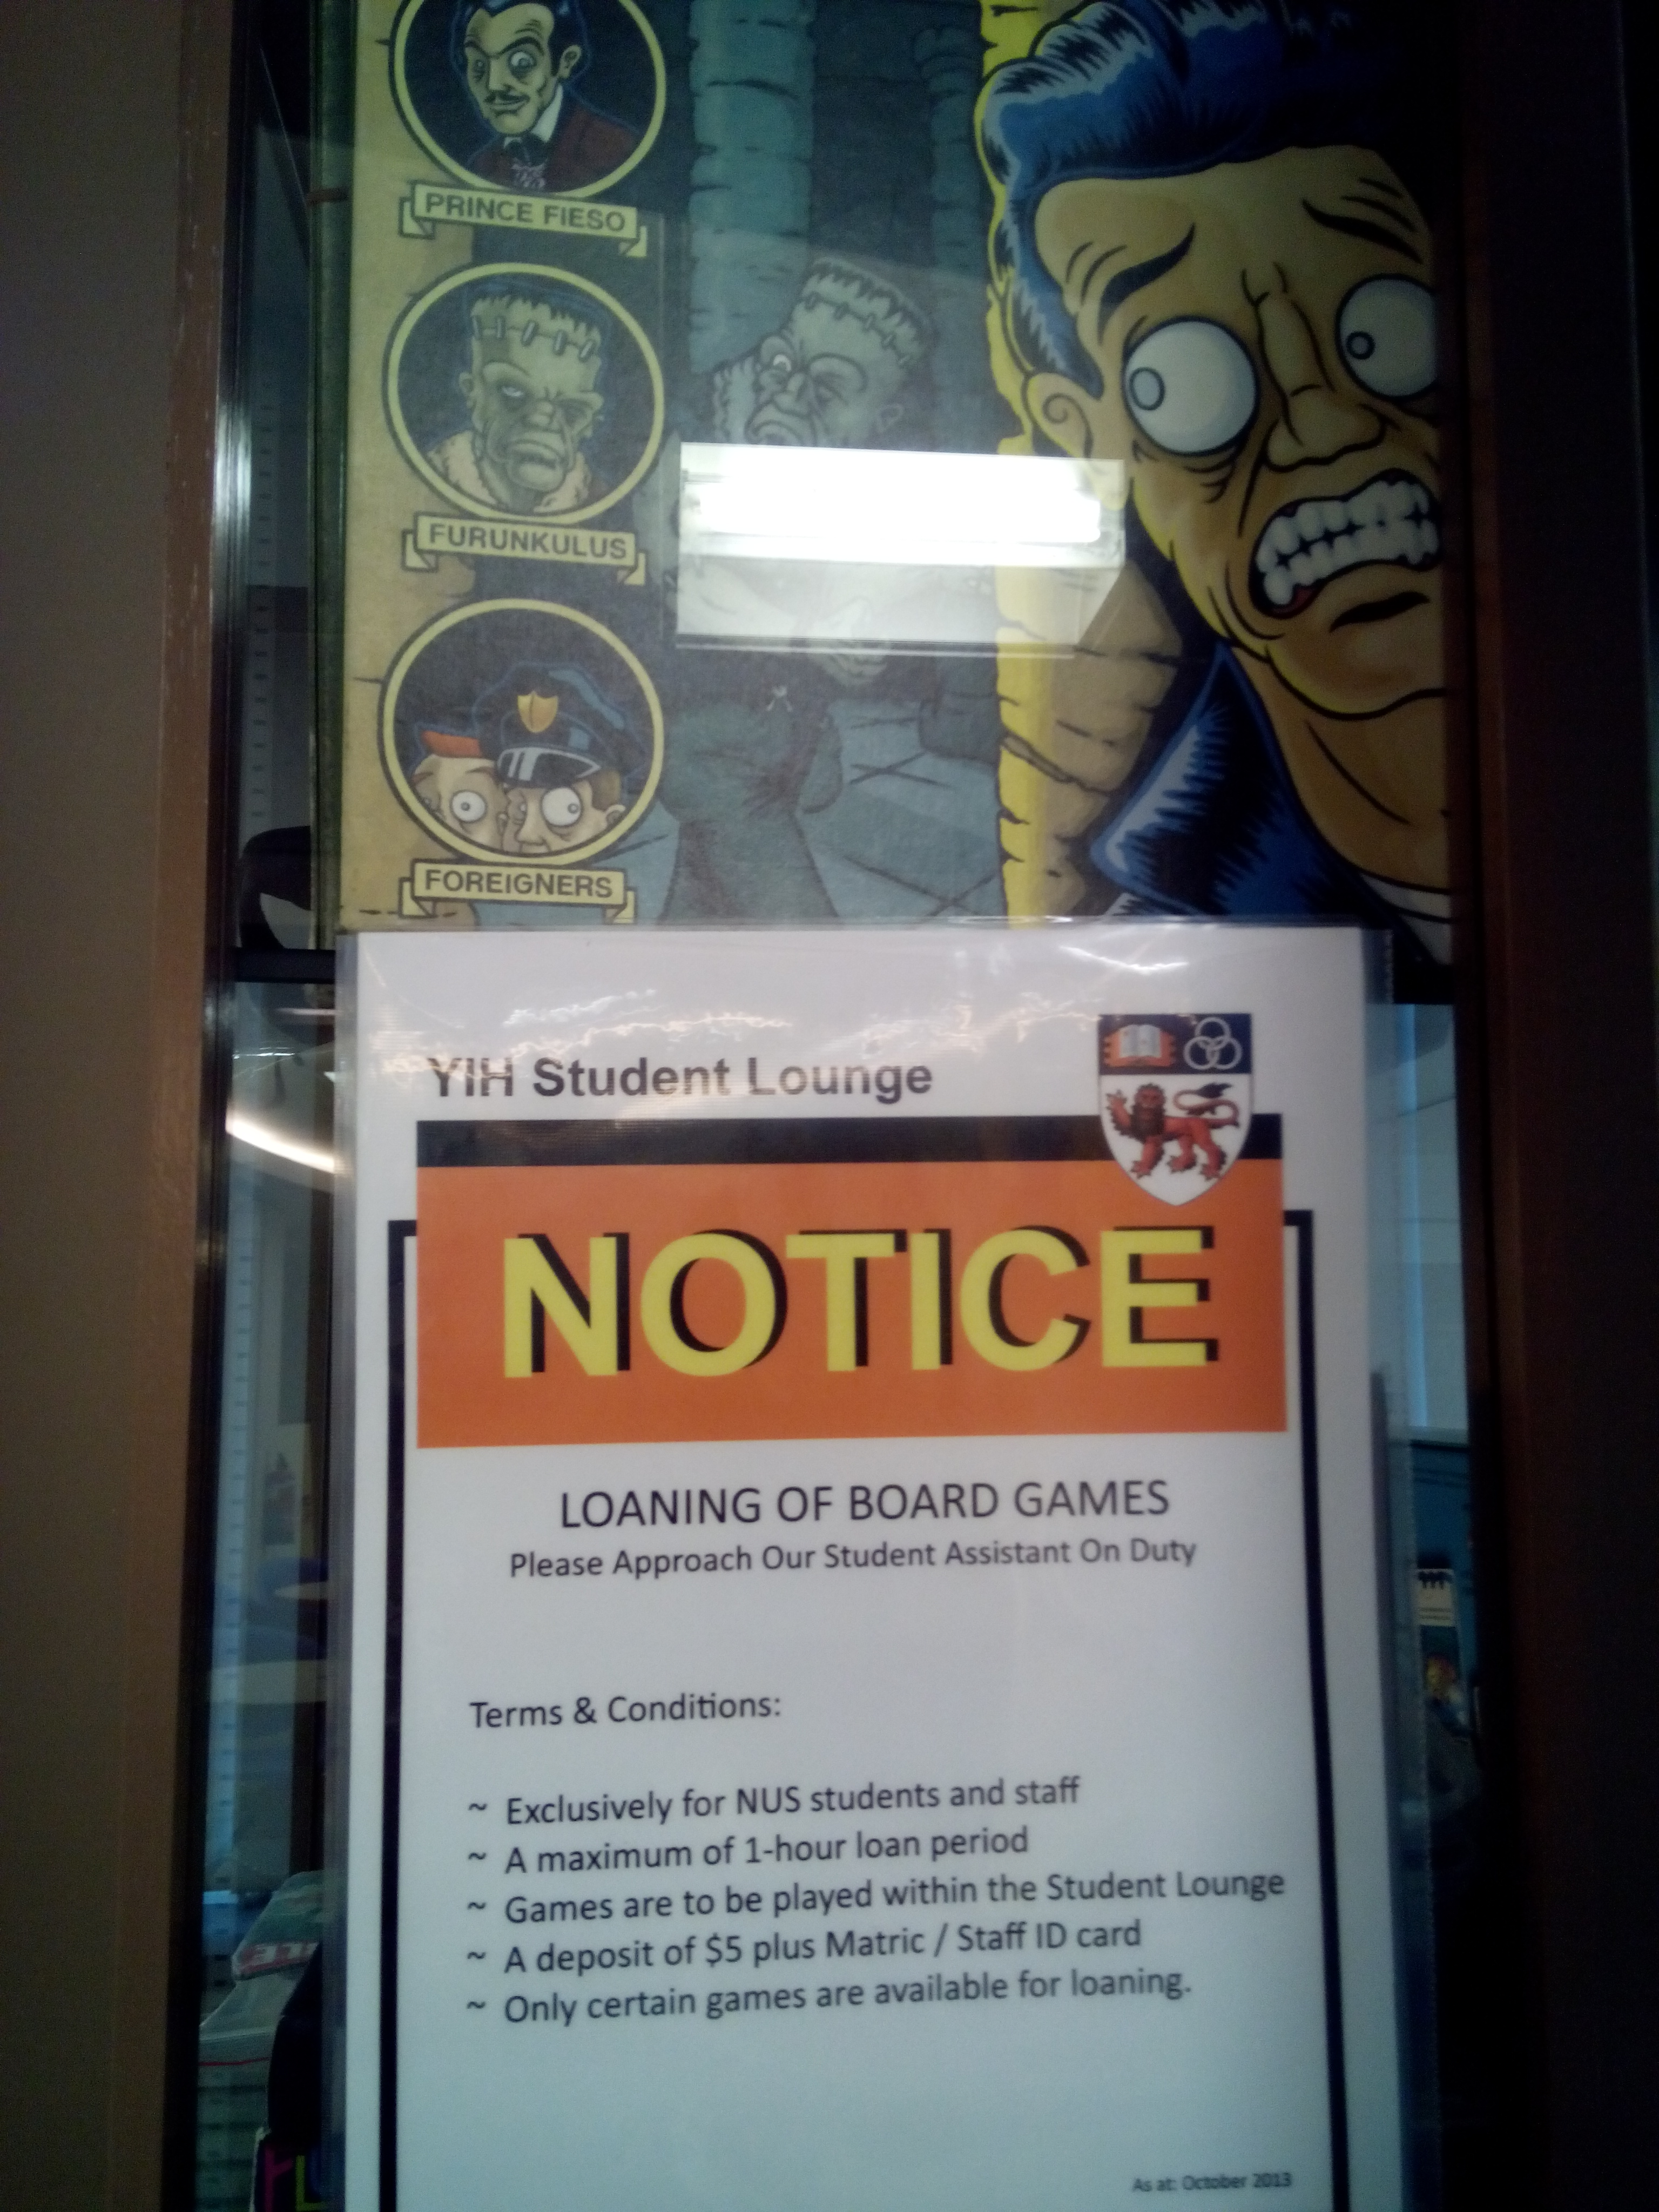 PRINCE FIESO
FURUNKULUS
FOREIGNERS
YIH Student Lounge
NOTICE
LOANING OF BOARD GAMES
Please Approach Our Student Assistant On Duty
Terms & Conditions:
~ Exclusively for NUS students and staff
~ A maximum of 1-hour loan period
~ Games are to be played within the Student Lounge
~ A deposit of $5 plus Matric / Staff ID card
~ Only certain games are available for loaning.
As at: October 2013